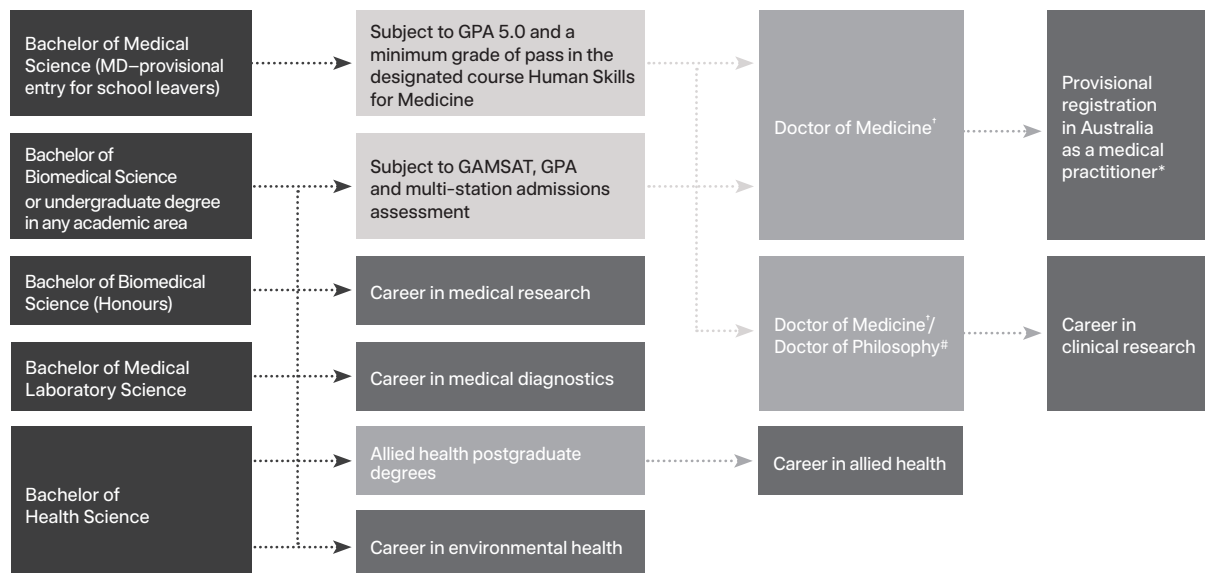 Bachelor of Medical
Science (MD–provisional
entry for school leavers)
Subject to GPA 5.0 and a
minimum grade of pass in the
designated course Human Skills
for Medicine
Doctor of Medicine†
Provisional
registration
in Australia
as a medical
practitioner*
Bachelor of
Biomedical Science
or undergraduate degree
in any academic area
Subject to GAMSAT, GPA
and multi-station admissions
assessment
Bachelor of Biomedical
Science (Honours)
Career in medical research
Doctor of Medicine†/
Doctor of Philosophy#
Career in
clinical research
Bachelor of Medical
Laboratory Science
Career in medical diagnostics
Bachelor of
Health Science
Allied health postgraduate
degrees
Career in allied health
Career in environmental health